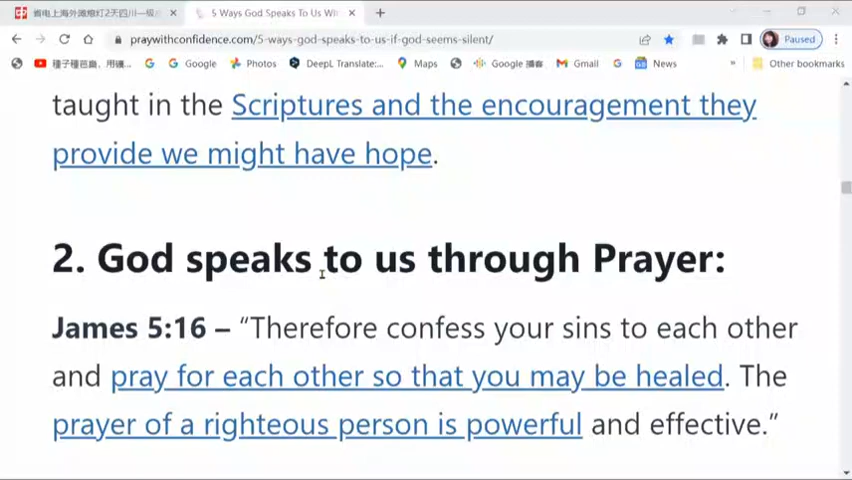 5 Ways God Speaks To Us Wit
praywithconfidence.com/5-ways-god-speaks-to-us-if-god-seems-silent/
Paused
Google
Photos
DeepL Translate:...
Maps
Google
Gmail
News
Other bookmarks
taught in the Scriptures and the encouragement they
provide we might have hope.
2. God speaks to us through Prayer:
James 5:16 – “Therefore confess your sins to each other
and pray for each other so that you may be healed. The
prayer of a righteous person is powerful and effective.”